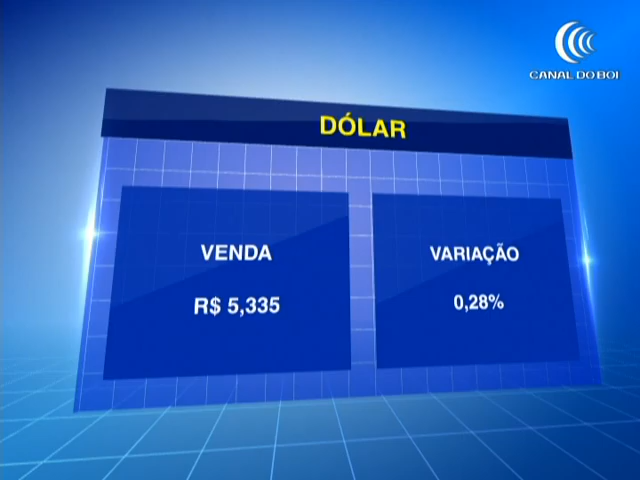 CANAL DO BOI
DÓLAR
VENDA
R$ 5,335
VARIAÇÃO
0,28%